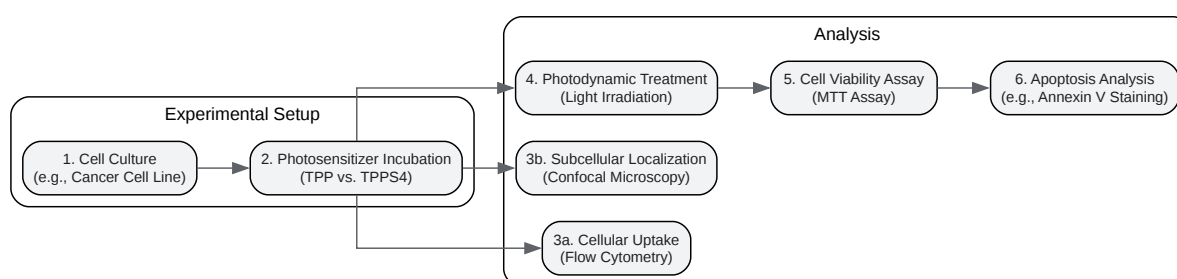 Analysis
4. Photodynamic Treatment
(Light Irradiation)
5. Cell Viability Assay
(MTT Assay)
6. Apoptosis Analysis
(e.g., Annexin V Staining)
Experimental Setup
1. Cell Culture
(e.g., Cancer Cell Line)
2. Photosensitizer Incubation
(TPP vs. TPPS4)
3b. Subcellular Localization
(Confocal Microscopy)
3a. Cellular Uptake
(Flow Cytometry)